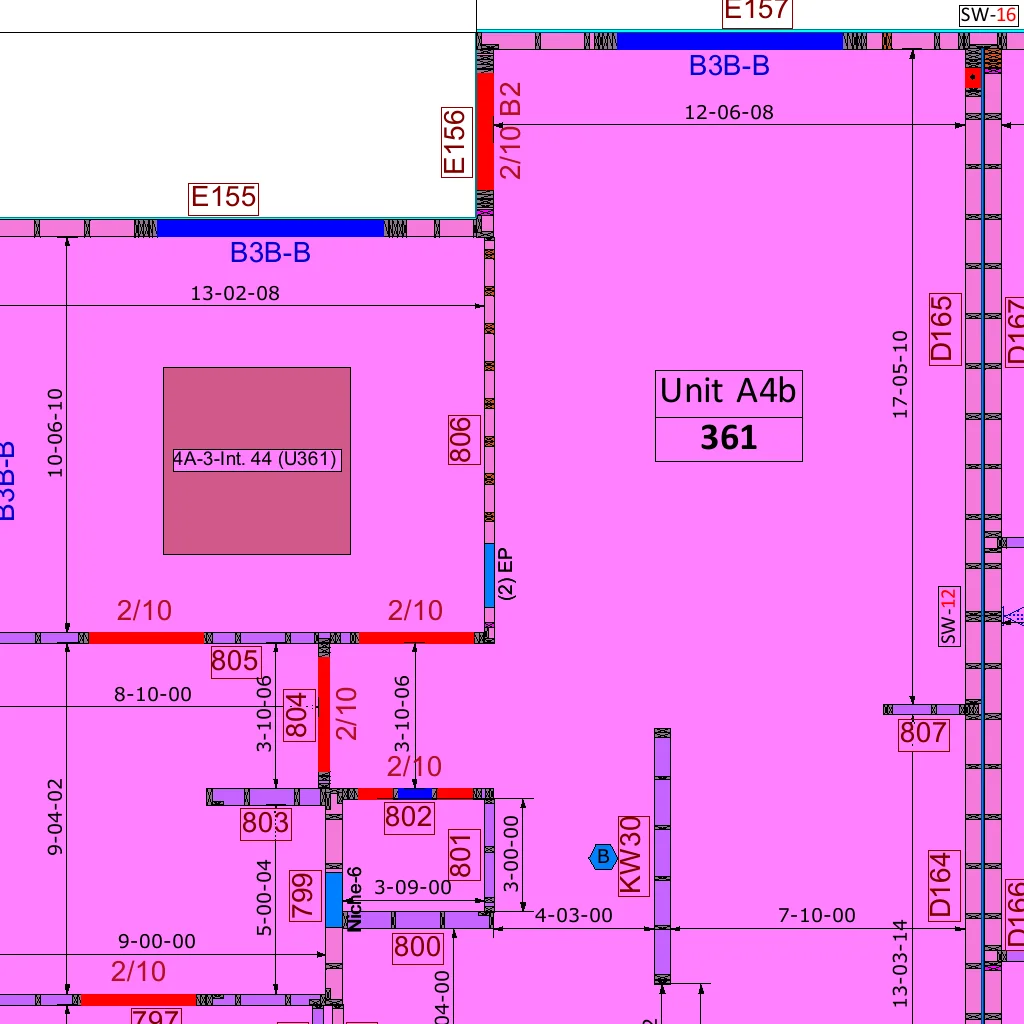 E157
SW-16
B3B-B
2/10 B2
E156
12-06-08
E155
B3B-B
13-02-08
D165
D167
17-05-10
10-06-10
Unit A4b
361
806
4A-3-Int. 44 (U361)
B3B-B
(2) EP
2/10
2/10
SW-12
805
8-10-00
3-10-06
804
2/10
3-10-06
807
2/10
9-04-02
803
802
801
3-00-00
B
KW30
799
Niche-6
3-09-00
5-00-04
D164
D166
4-03-00
7-10-00
9-00-00
800
2/10
04-00
13-03-14
797